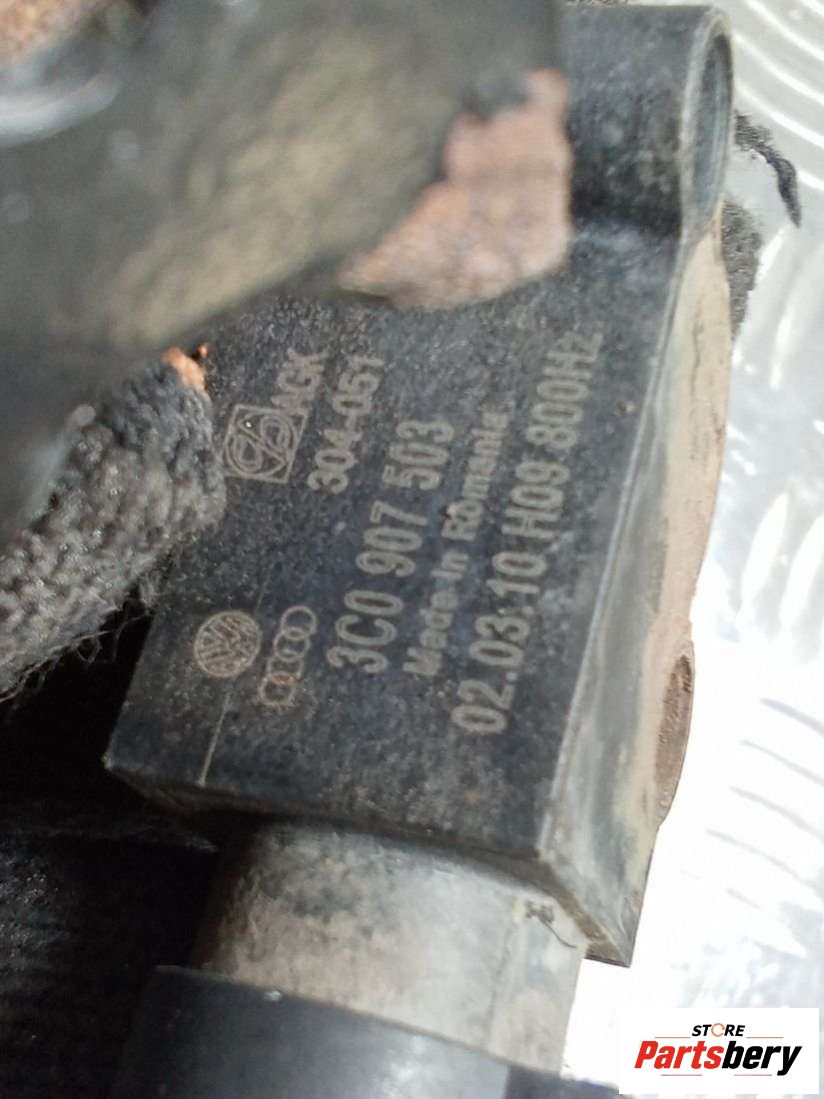 AGK
304-051
3C0 907 503
Made in Romania
02.03.10 H09 800Hz
STORE
Partsbery